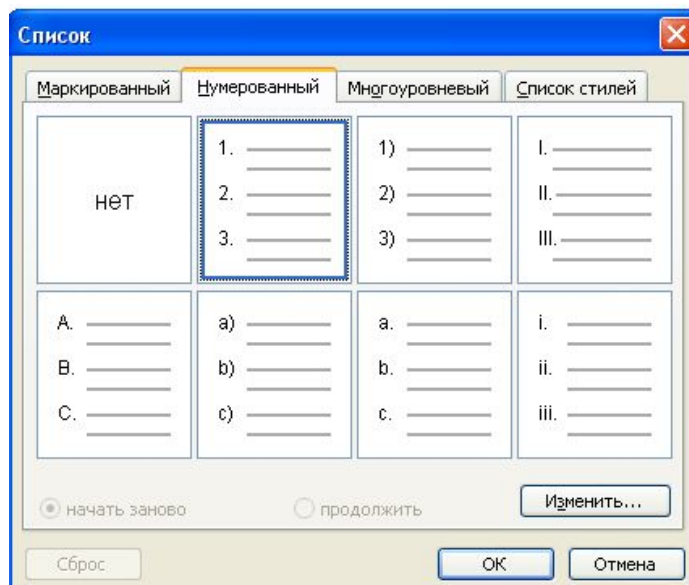 Список
Маркированный Нумерованный Многоуровневый Список стилей
нет
1.
2.
3.
1)
2)
3)
I.
II.
III.
A.
B.
C.
a)
b)
c)
a.
b.
c.
i.
ii.
iii.
начать заново продолжить Изменить...
Сброс ОК Отмена